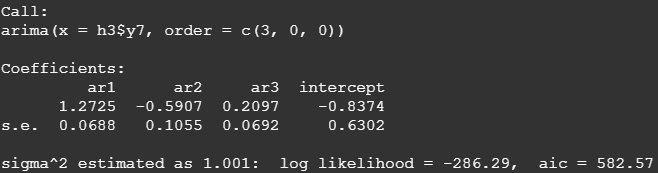 Call:
arima(x = h3$y7, order = c(3, 0, 0))
Coefficients:
ar1 ar2 ar3 intercept
1.2725 -0.5907 0.2097 -0.8374
s.e. 0.0688 0.1055 0.0692 0.6302
sigma^2 estimated as 1.001: log likelihood = -286.29, aic = 582.57